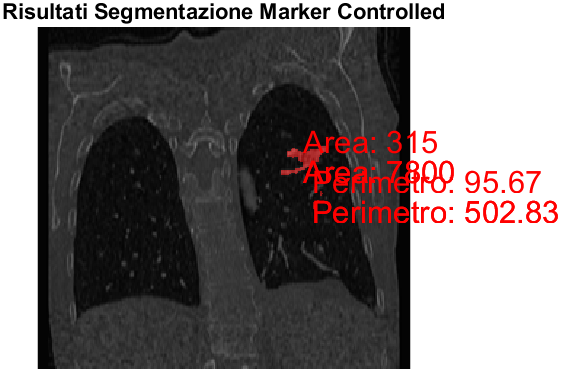 Risultati Segmentazione Marker Controlled
Area: 315
Area: 7800
Perimetro: 95.67
Perimetro: 502.83